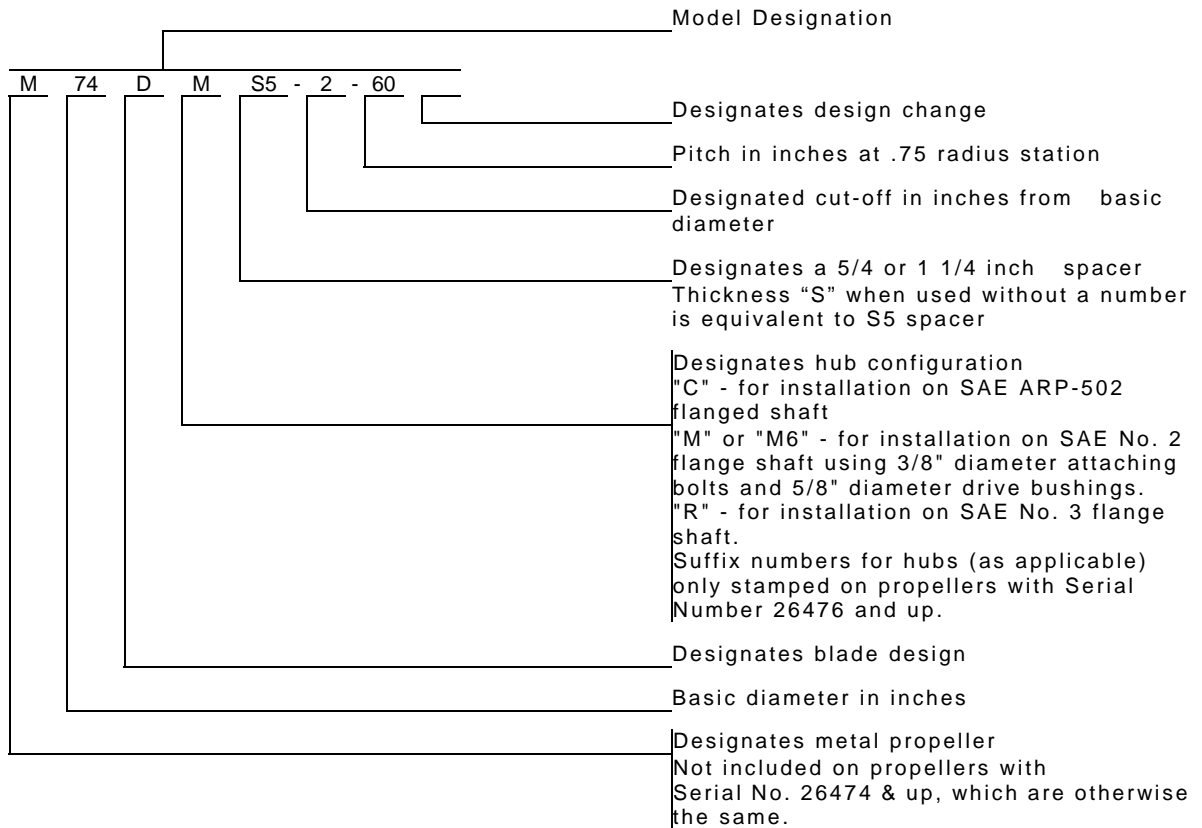 Model Designation
M 74 D M S5 - 2 - 60
Designates design change
Pitch in inches at .75 radius station
Designated cut-off in inches from basic
diameter
Designates a 5/4 or 1 1/4 inch spacer
Thickness “S” when used without a number
is equivalent to S5 spacer
Designates hub configuration
"C" - for installation on SAE ARP-502
flanged shaft
"M" or "M6" - for installation on SAE No. 2
flange shaft using 3/8" diameter attaching
bolts and 5/8" diameter drive bushings.
"R" - for installation on SAE No. 3 flange
shaft.
Suffix numbers for hubs (as applicable)
only stamped on propellers with Serial
Number 26476 and up.
Designates blade design
Basic diameter in inches
Designates metal propeller
Not included on propellers with
Serial No. 26474 & up, which are otherwise
the same.